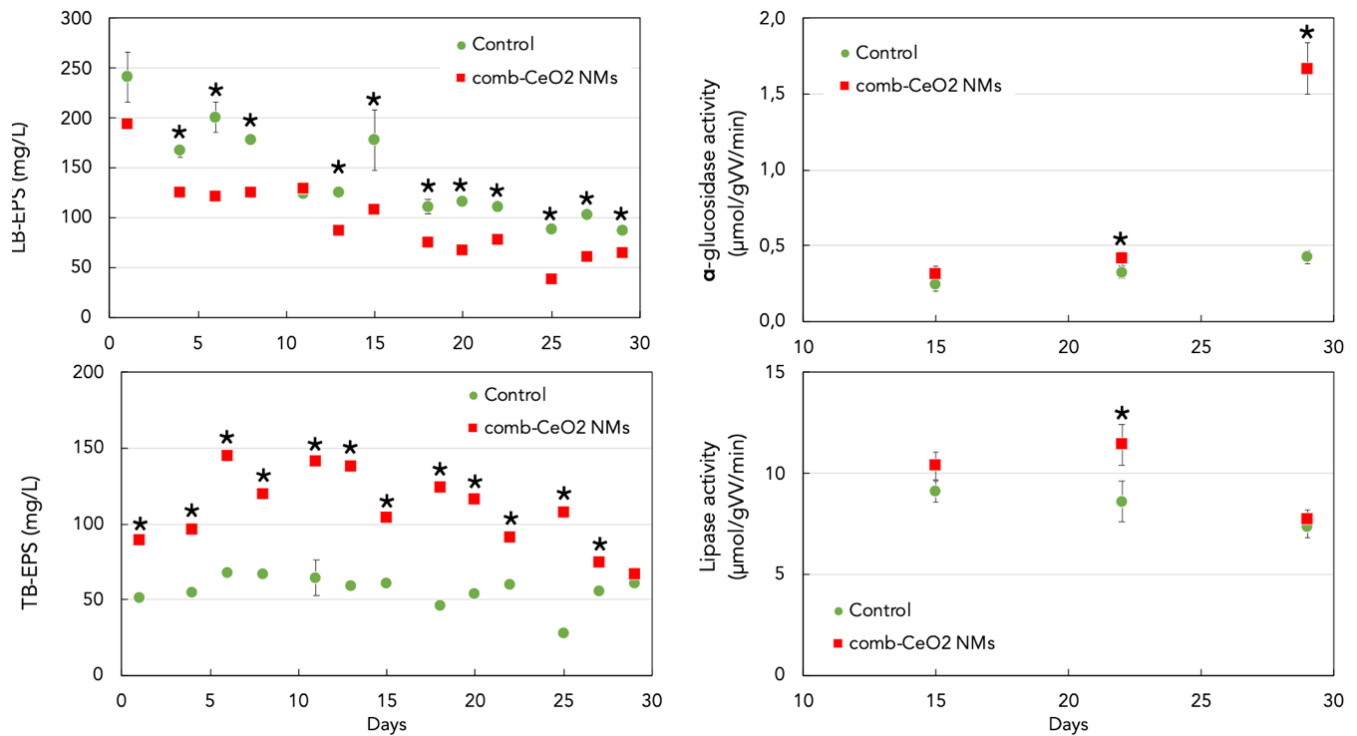 300
250
200
150
100
50
0
LB-EPS (mg/L)
Control
comb-CeO2 NMs
* * * * * * * * * * *
0 5 10 15 20 25 30
2,0
1,5
1,0
0,5
0,0
α-glucosidase activity
(µmol/gVV/min)
Control
comb-CeO2 NMs
* *
10 15 20 25 30
200
150
100
50
0
TB-EPS (mg/L)
Control
comb-CeO2 NMs
* * * * * * * * * * * *
0 5 10 15 20 25 30
Days
15
10
5
0
Lipase activity
(µmol/gVV/min)
*
Control
comb-CeO2 NMs
10 15 20 25 30
Days